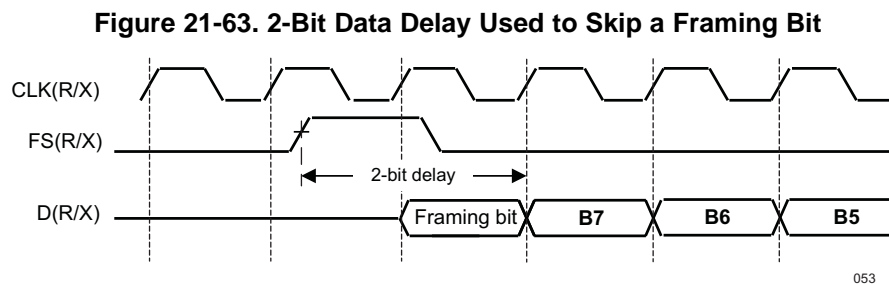 Figure 21-63. 2-Bit Data Delay Used to Skip a Framing Bit
CLK(R/X)
FS(R/X)
2-bit delay
D(R/X)
Framing bit
B7
B6
B5
053